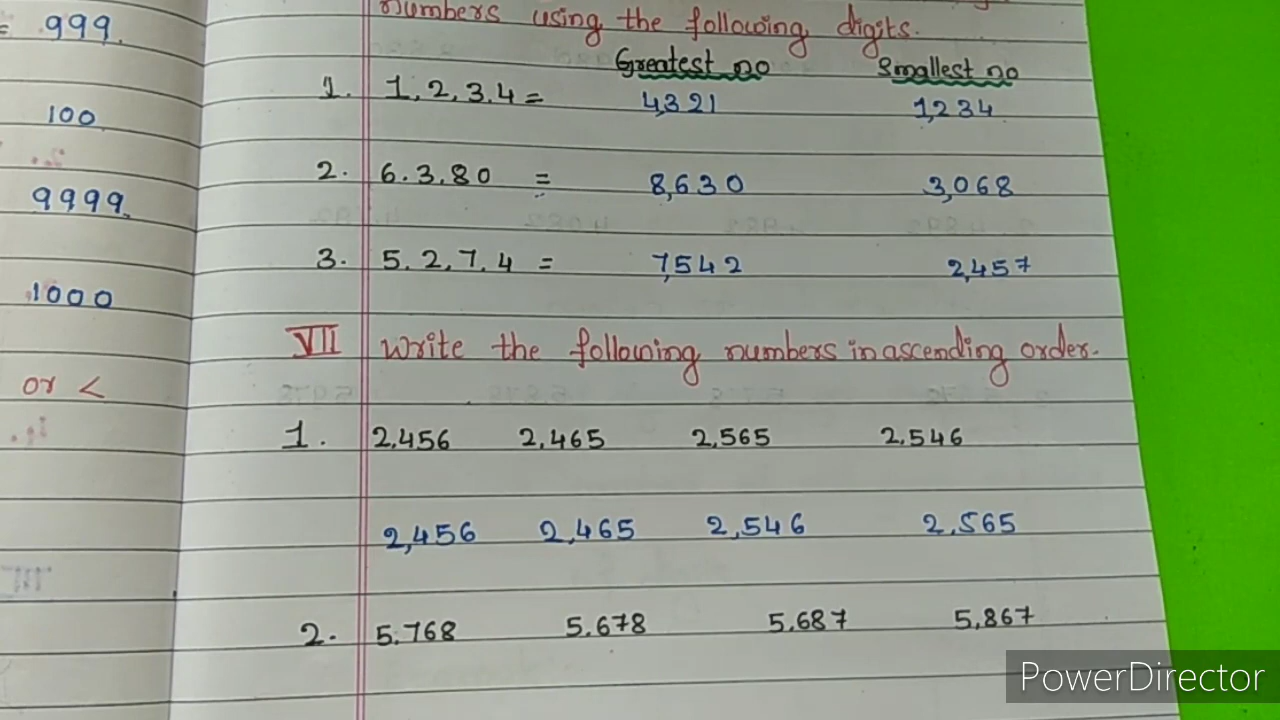 = 999.
100
9999.
1000
or <
numbers using the following digits.
Greatest no Smallest no
1. 1,2,3,4 = 4,321 1,234
2. 6.3.80 = 8,630 3,068
3. 5.2,7.4 = 7,542 2,457
VII Write the following numbers in ascending order.
1. 2,456 2,465 2,565 2,546
2,456 2,465 2,546 2,565
2. 5,768 5,678 5,687 5,867
PowerDirector